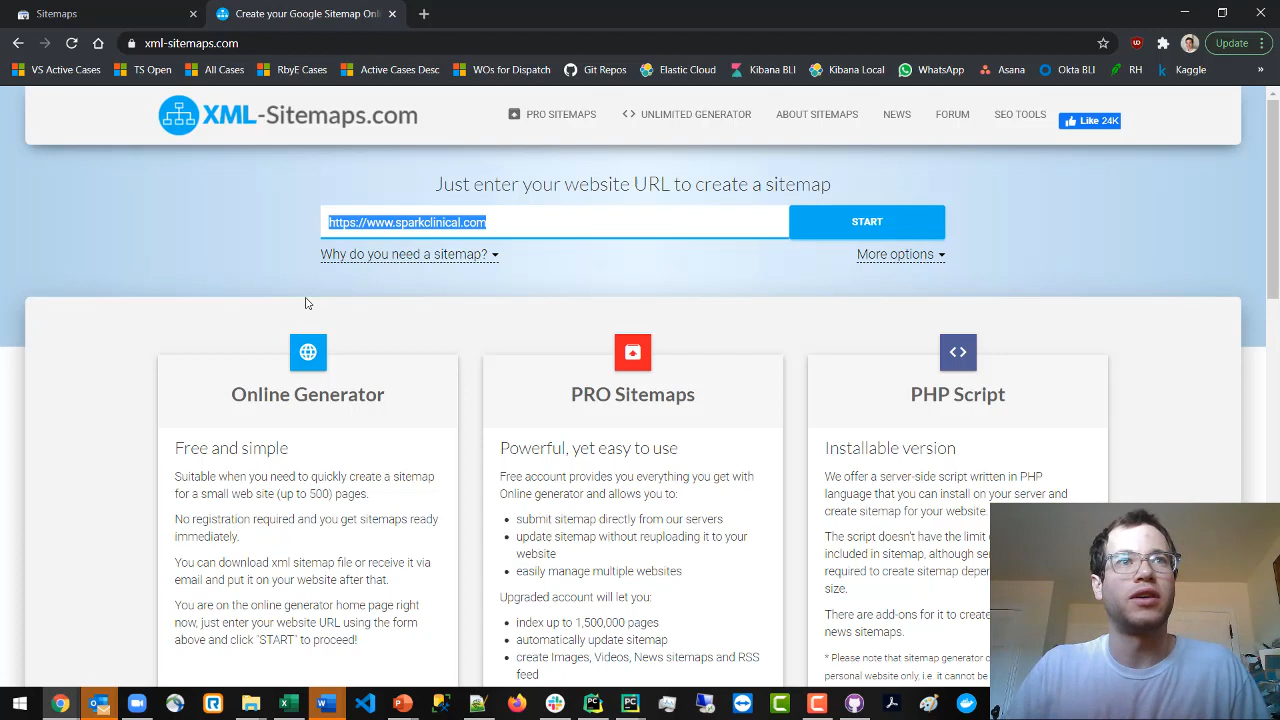 Sitemaps
Create your Google Sitemap Onl
xml-sitemaps.com
Update
VS Active Cases
TS Open
All Cases
RbyE Cases
Active Cases Desc
WOs for Dispatch
Git Repos
Elastic Cloud
Kibana BLI
Kibana Local
WhatsApp
Asana
Okta BLI
RH
Kaggle
XML-Sitemaps.com
PRO SITEMAPS
UNLIMITED GENERATOR
ABOUT SITEMAPS
NEWS
FORUM
SEO TOOLS
Like 24K
Just enter your website URL to create a sitemap
https://www.sparkclinical.com
START
Why do you need a sitemap?
More options
Online Generator
Free and simple
Suitable when you need to quickly create a sitemap
for a small web site (up to 500) pages.
No registration required and you get sitemaps ready
immediately.
You can download xml sitemap file or receive it via
email and put it on your website after that.
You are on the online generator home page right
now, just enter your website URL using the form
above and click "START" to proceed!
PRO Sitemaps
Powerful, yet easy to use
Free account provides you everything you get with
Online generator and allows you to:
submit sitemap directly from our servers
update sitemap without reuploading it to your
website
easily manage multiple websites
Upgraded account will let you:
index up to 1,500,000 pages
automatically update sitemap
create Images, Videos, News sitemaps and RSS
feed
PHP Script
Installable version
We offer a server-side script written in PHP
language that you can install on your server and
create sitemap for your website.
The script doesn't have the limit o
included in sitemap, although ser
required to create sitemap depen
size.
There are add-ons for it to create
news sitemaps.
* Please note that sitemap generator c
personal website only, i.e. it cannot be